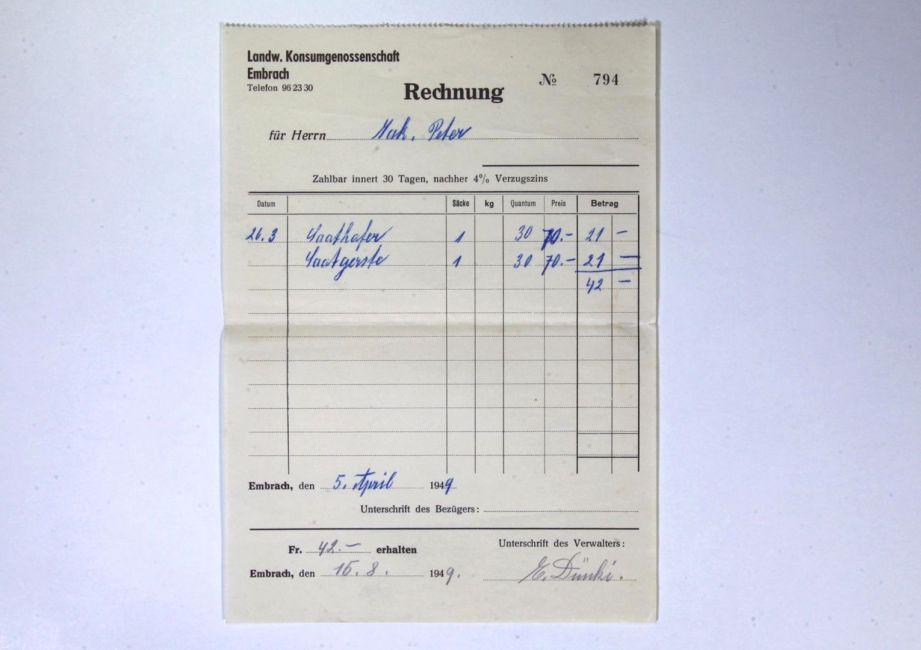 Landw. Konsumgenossenschaft
Embrach
Telefon 96 23 30
Rechnung
№ 794
für Herrn Peter
Zahlbar innert 30 Tagen, nachher 4% Verzugszins
Datum Säcke kg Quantum Preis Betrag
26.3 Saathafer 1 30 70.- 21 -
Saatgerste 1 30 70.- 21 -
42 -
Embrach, den 5. April 1949
Unterschrift des Bezügers:
Fr. 42.- erhalten
Unterschrift des Verwalters:
Embrach, den 16. 8. 1949.
E. Dünki.